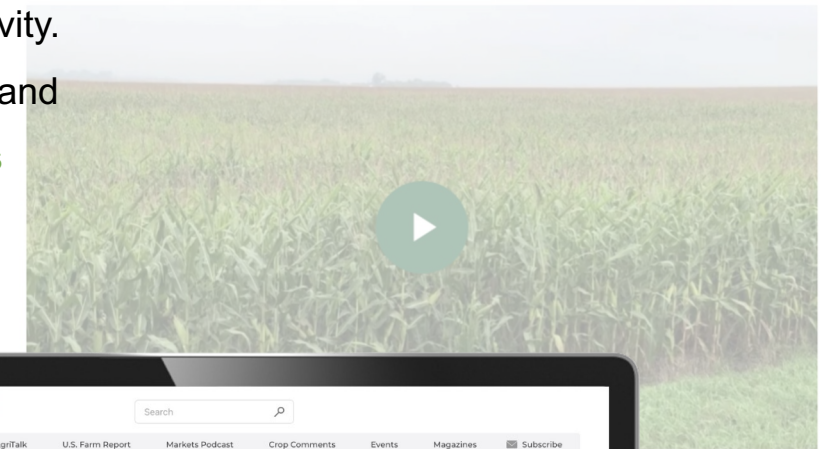 vity.
and
s
Search
griTalk U.S. Farm Report Markets Podcast Crop Comments Events Magazines Subscribe